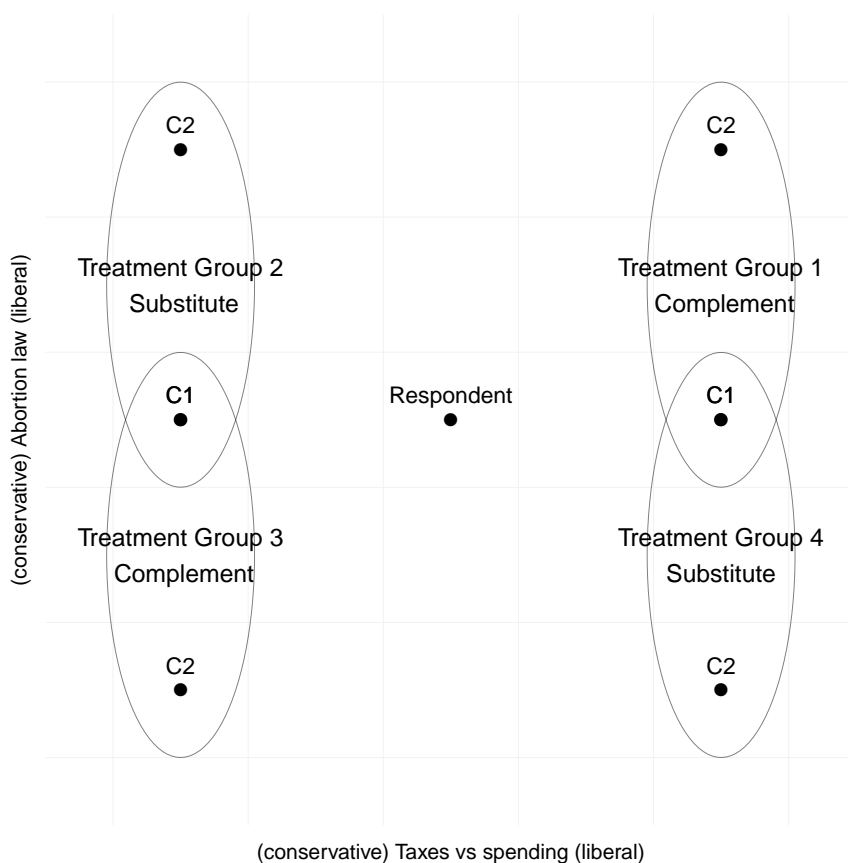 C2
C2
Treatment Group 2
Substitute
Treatment Group 1
Complement
C1
Respondent
C1
Treatment Group 3
Complement
Treatment Group 4
Substitute
C2
C2
(conservative) Abortion law (liberal)
(conservative) Taxes vs spending (liberal)